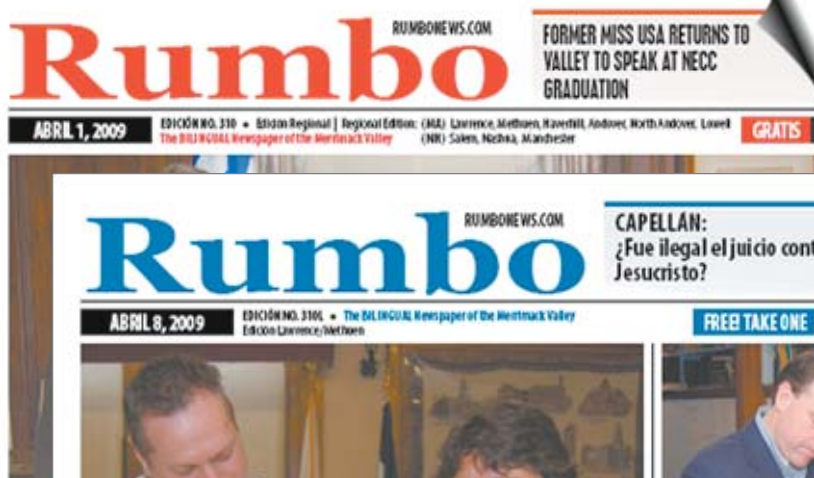 RUMBONEWS.COM
Rumbo
FORMER MISS USA RETURNS TO
VALLEY TO SPEAK AT NECC
GRADUATION
ABRIL 1, 2009
EDICIÓN NO. 310 • Edición Regional | Regional Edition: (MA) Lawrence, Methuen, Haverhill, Andover, North Andover, Lowell
The BILINGUAL Newspaper of the Merrimack Valley (NH) Salem, Nashua, Manchester
GRATIS
RUMBONEWS.COM
Rumbo
CAPELLÁN:
¿Fue ilegal el juicio cont
Jesucristo?
ABRIL 8, 2009
EDICIÓN NO. 310L • The BILINGUAL Newspaper of the Merrimack Valley
Edición Lawrence/Methuen
FREE! TAKE ONE